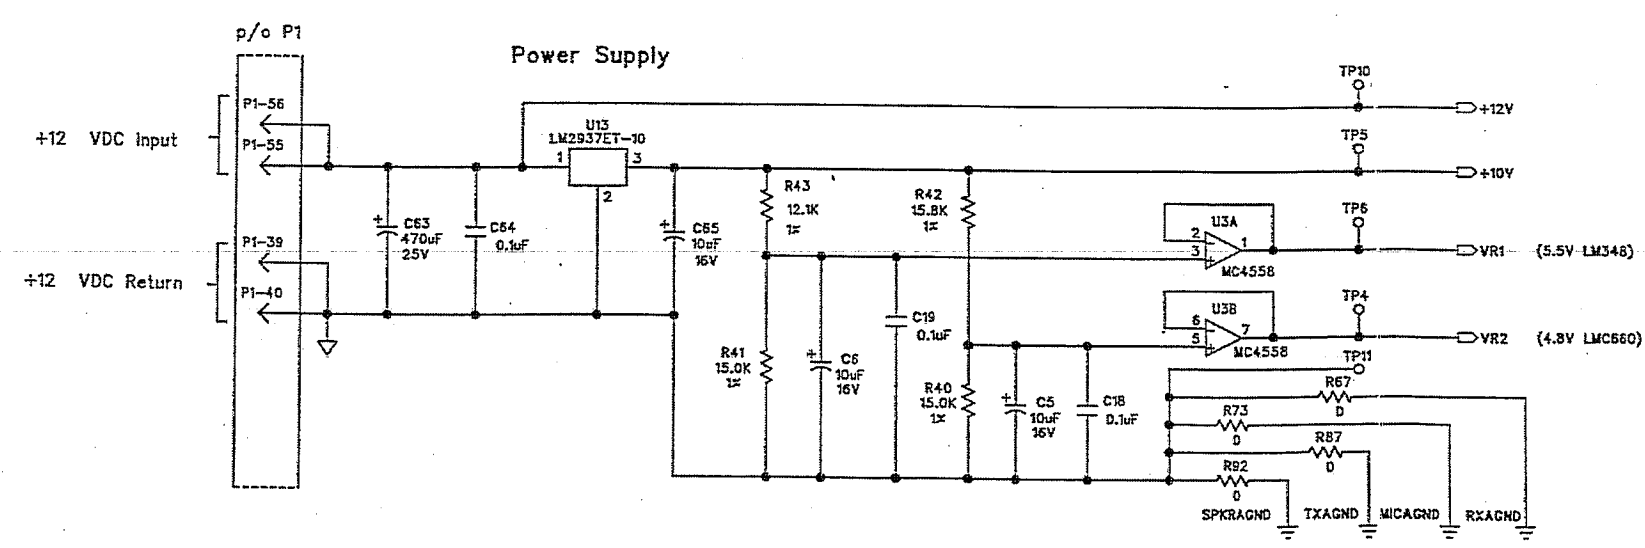 p/o P1
Power Supply
P1-56
+12 VDC Input
P1-55
P1-39
+12 VDC Return
P1-40
U13
LM2937ET-10
1
3
2
C63
470uF
25V
C64
0.1uF
C65
10uF
16V
R43
12.1K
1%
R42
15.8K
1%
R41
15.0K
1%
C6
10uF
16V
C19
0.1uF
R40
15.0K
1%
C5
10uF
16V
C18
0.1uF
U3A
2
3
1
MC4558
U3B
6
5
7
MC4558
TP10
+12V
TP5
+10V
TP6
VR1 (5.5V LM348)
TP4
VR2 (4.8V LMC660)
TP11
R67
0
R73
0
R87
0
R92
0
SPKRAGND TXAGND MICAGND RXAGND